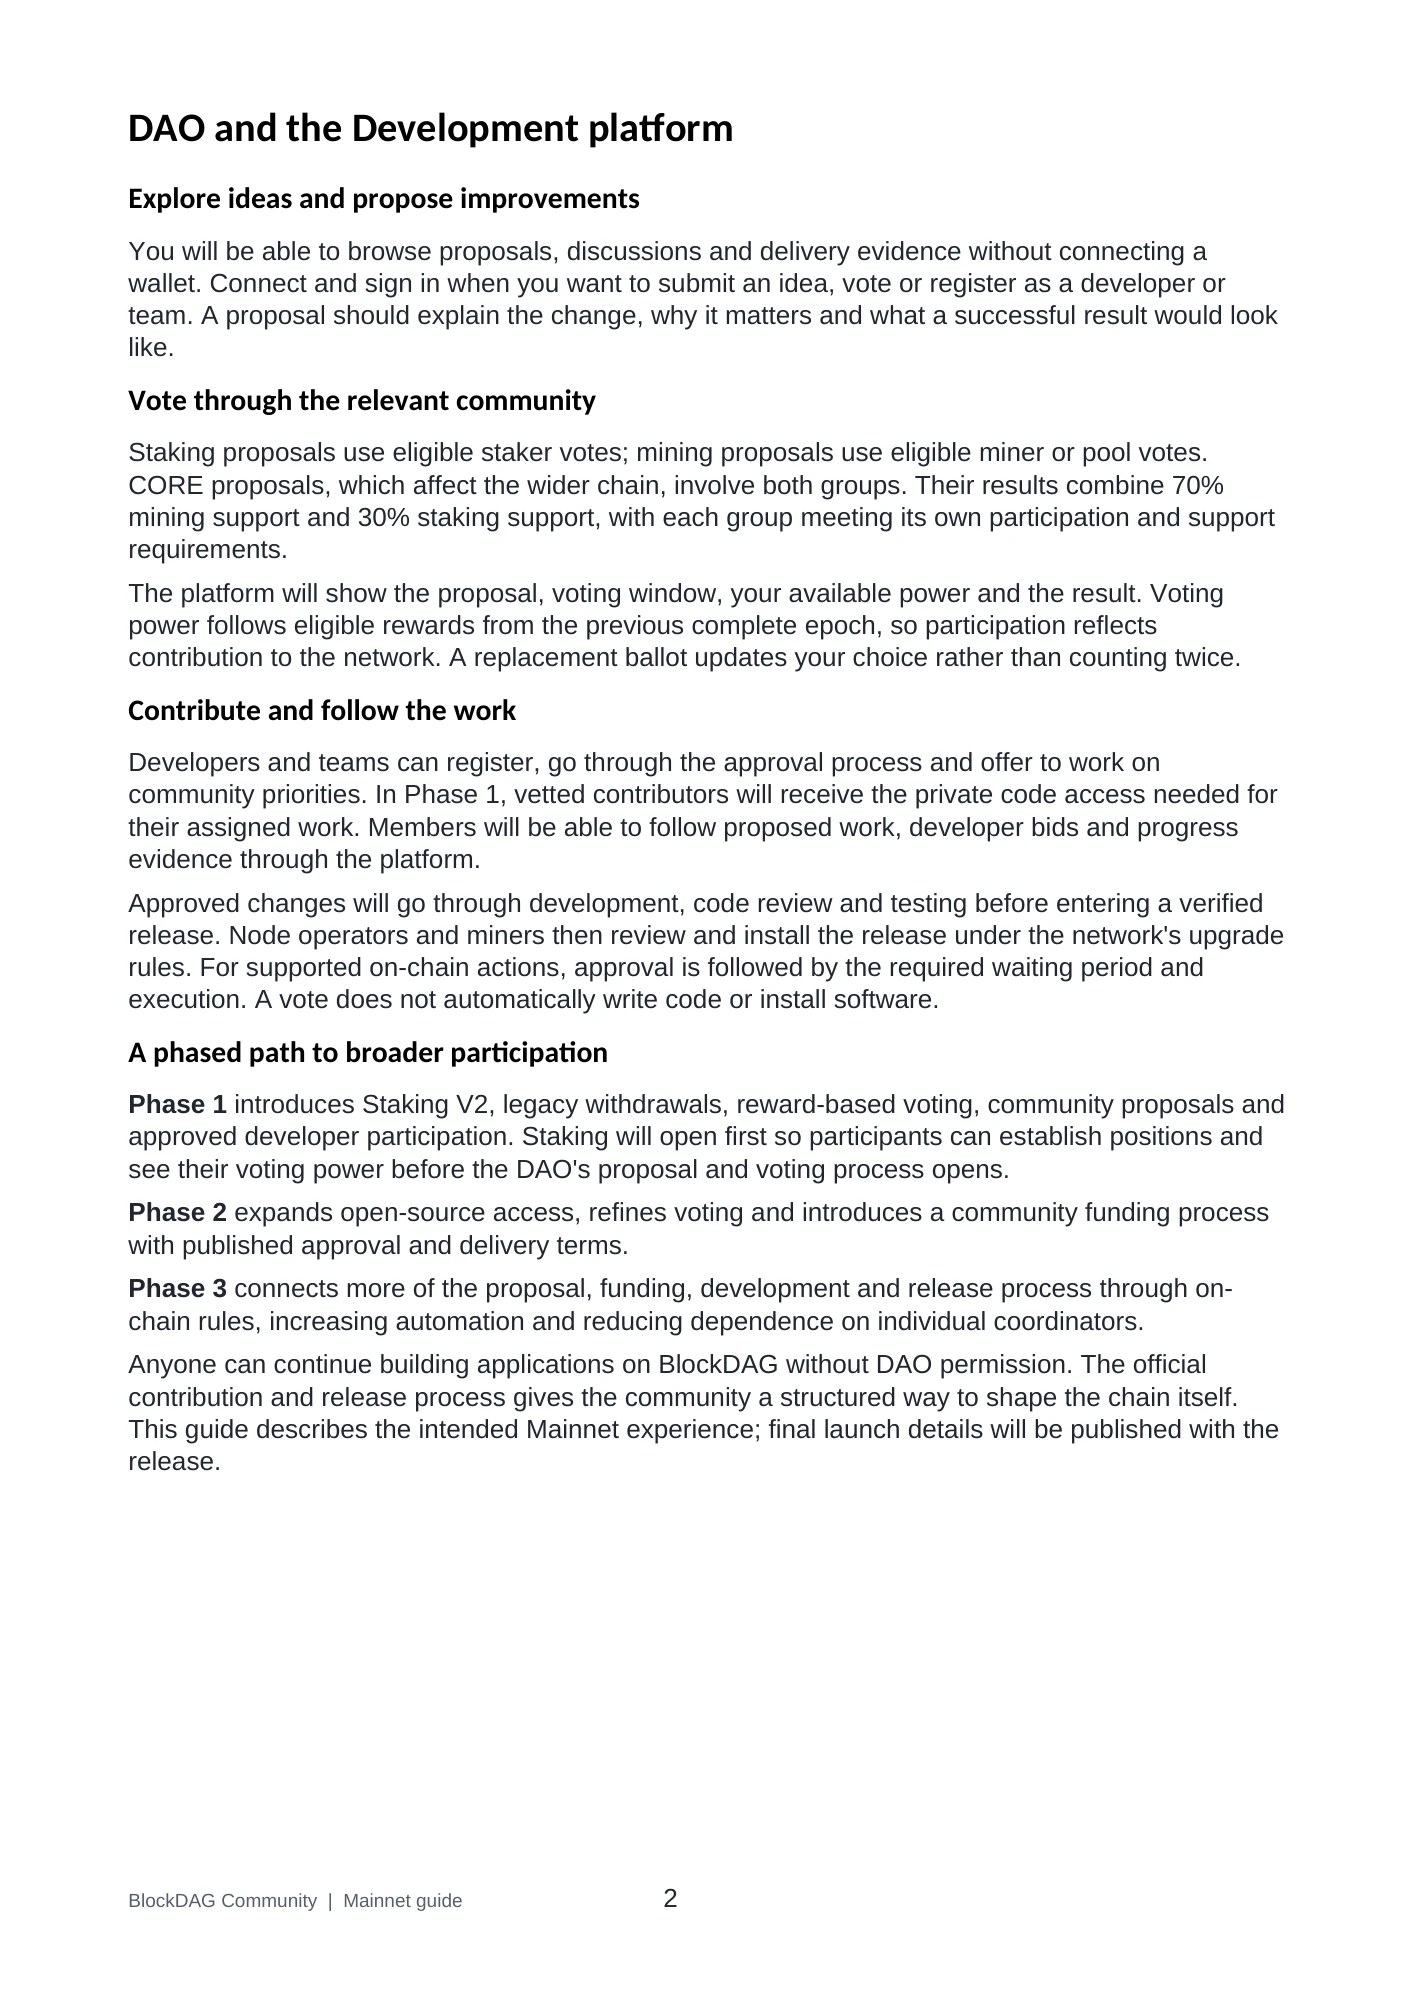 DAO and the Development platform
Explore ideas and propose improvements
You will be able to browse proposals, discussions and delivery evidence without connecting a
wallet. Connect and sign in when you want to submit an idea, vote or register as a developer or
team. A proposal should explain the change, why it matters and what a successful result would look
like.
Vote through the relevant community
Staking proposals use eligible staker votes; mining proposals use eligible miner or pool votes.
CORE proposals, which affect the wider chain, involve both groups. Their results combine 70%
mining support and 30% staking support, with each group meeting its own participation and support
requirements.
The platform will show the proposal, voting window, your available power and the result. Voting
power follows eligible rewards from the previous complete epoch, so participation reflects
contribution to the network. A replacement ballot updates your choice rather than counting twice.
Contribute and follow the work
Developers and teams can register, go through the approval process and offer to work on
community priorities. In Phase 1, vetted contributors will receive the private code access needed for
their assigned work. Members will be able to follow proposed work, developer bids and progress
evidence through the platform.
Approved changes will go through development, code review and testing before entering a verified
release. Node operators and miners then review and install the release under the network's upgrade
rules. For supported on-chain actions, approval is followed by the required waiting period and
execution. A vote does not automatically write code or install software.
A phased path to broader participation
Phase 1 introduces Staking V2, legacy withdrawals, reward-based voting, community proposals and
approved developer participation. Staking will open first so participants can establish positions and
see their voting power before the DAO's proposal and voting process opens.
Phase 2 expands open-source access, refines voting and introduces a community funding process
with published approval and delivery terms.
Phase 3 connects more of the proposal, funding, development and release process through on-
chain rules, increasing automation and reducing dependence on individual coordinators.
Anyone can continue building applications on BlockDAG without DAO permission. The official
contribution and release process gives the community a structured way to shape the chain itself.
This guide describes the intended Mainnet experience; final launch details will be published with the
release.
BlockDAG Community | Mainnet guide 2